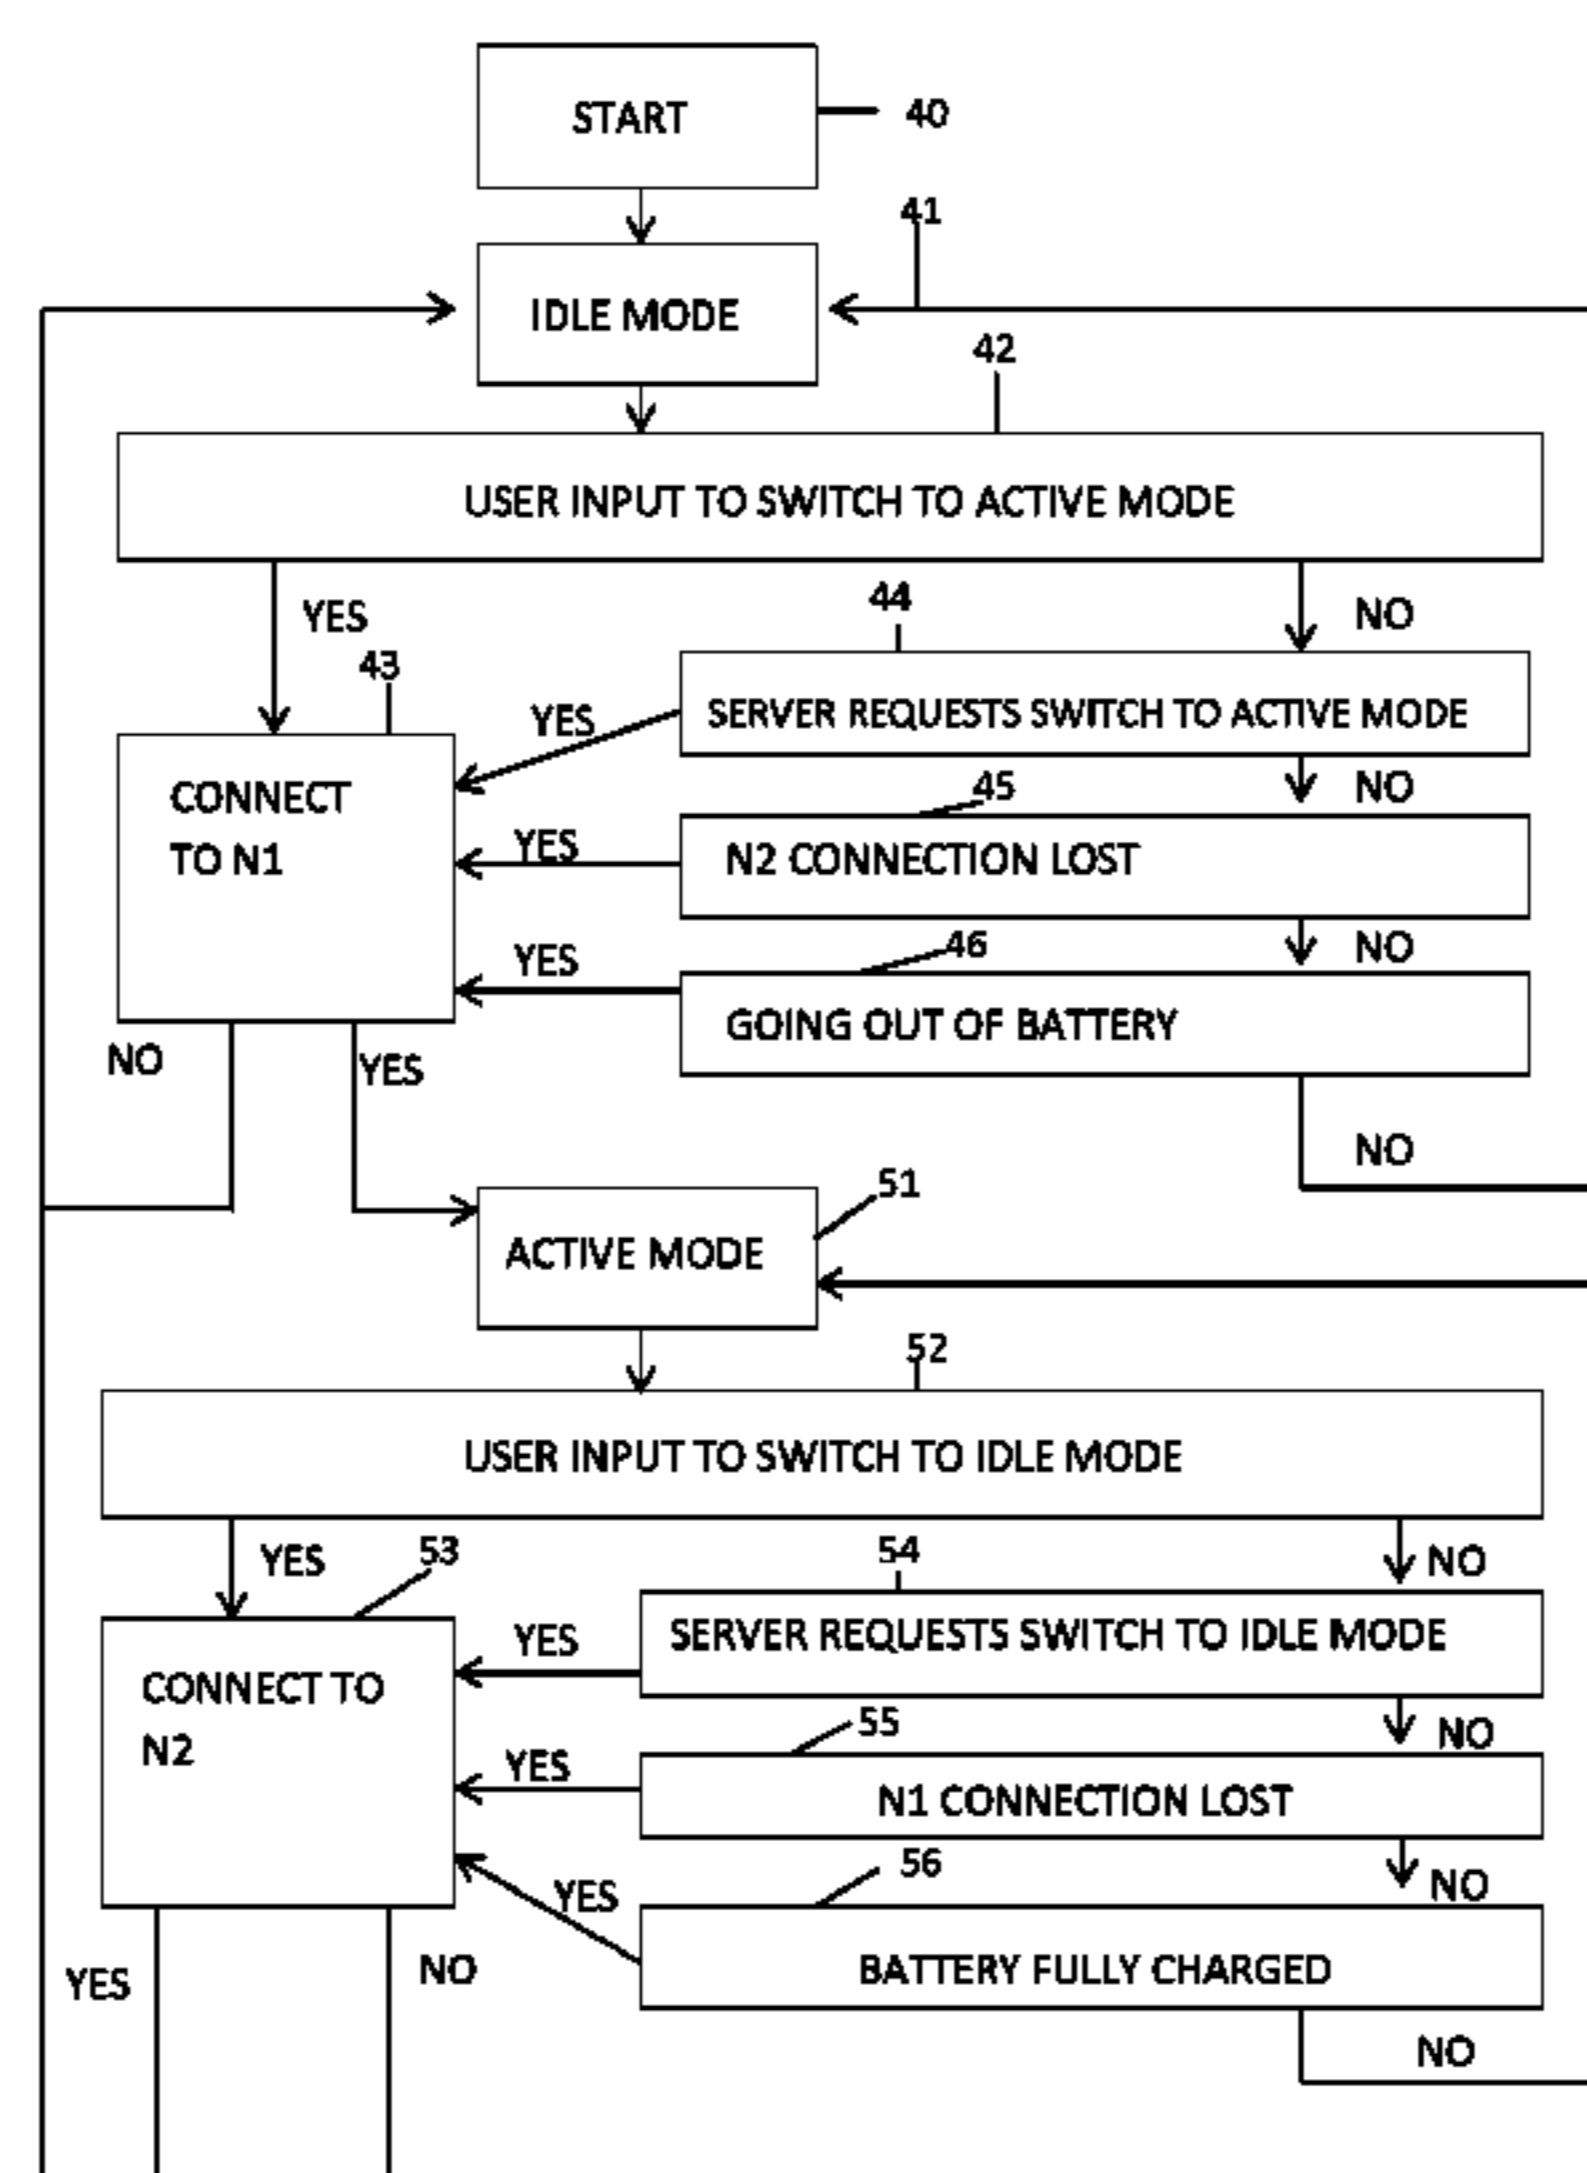 START
40
41
IDLE MODE
42
USER INPUT TO SWITCH TO ACTIVE MODE
YES
44
NO
43
YES
SERVER REQUESTS SWITCH TO ACTIVE MODE
CONNECT
TO N1
45
NO
YES
N2 CONNECTION LOST
46
NO
YES
GOING OUT OF BATTERY
NO
YES
NO
51
ACTIVE MODE
52
USER INPUT TO SWITCH TO IDLE MODE
YES
53
54
NO
YES
SERVER REQUESTS SWITCH TO IDLE MODE
CONNECT TO
N2
55
NO
YES
N1 CONNECTION LOST
56
NO
YES
BATTERY FULLY CHARGED
YES
NO
NO